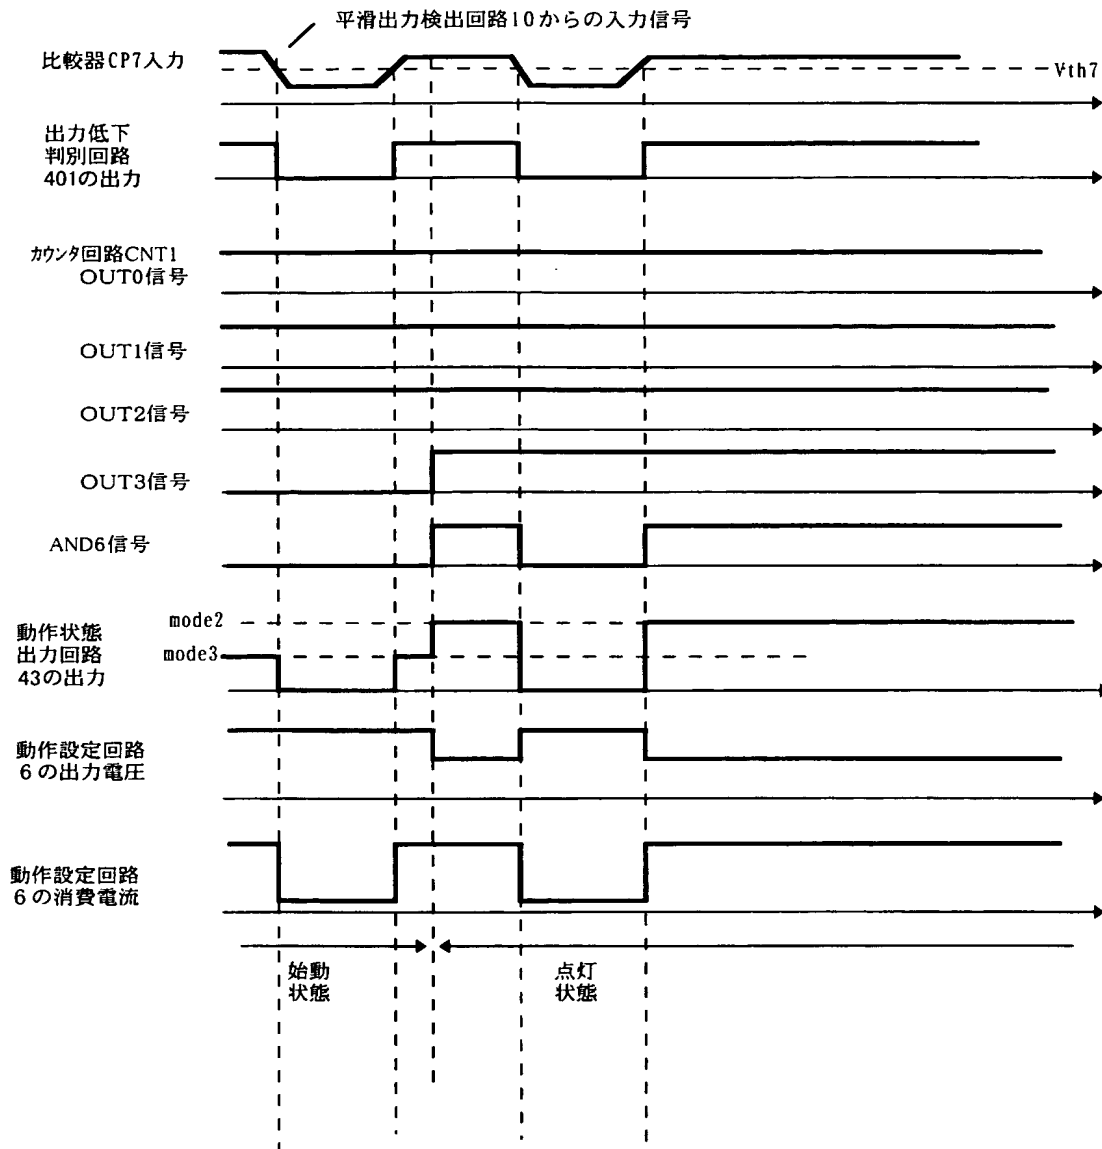 平滑出力検出回路10からの入力信号
比較器CP7入力
Vth7
出力低下
判別回路
401の出力
カウンタ回路CNT1
OUT0信号
OUT1信号
OUT2信号
OUT3信号
AND6信号
mode2
動作状態
出力回路
43の出力
mode3
動作設定回路
6の出力電圧
動作設定回路
6の消費電流
始動
状態
点灯
状態